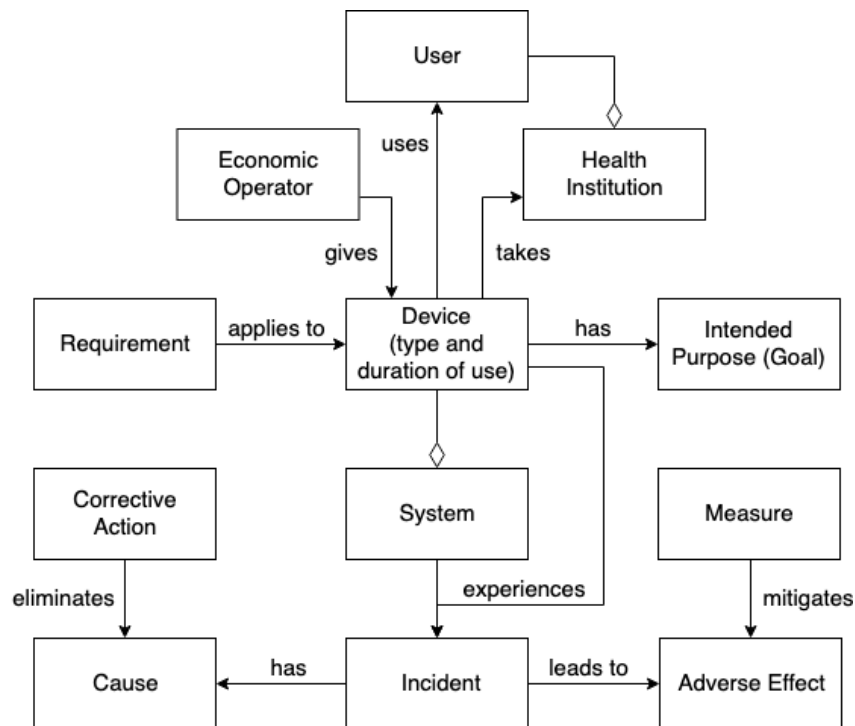 User
Economic
Operator
uses
Health
Institution
gives
takes
Requirement
applies to
Device
(type and
duration of use)
has
Intended
Purpose (Goal)
Corrective
Action
System
Measure
eliminates
experiences
mitigates
Cause
has
Incident
leads to
Adverse Effect